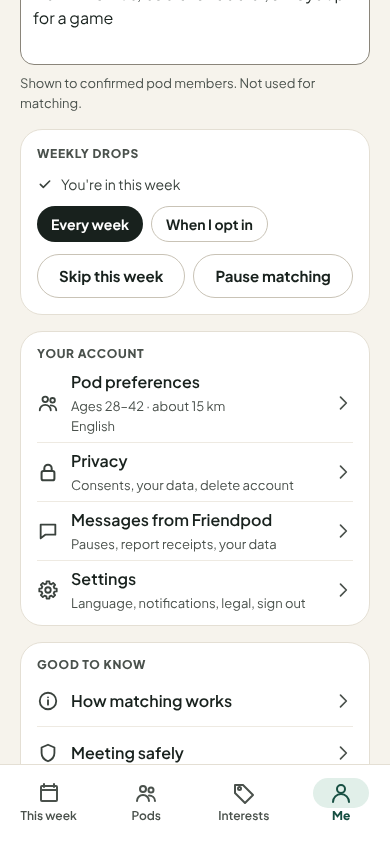 for a game
Shown to confirmed pod members. Not used for
matching.
WEEKLY DROPS
You're in this week
Every week
When I opt in
Skip this week
Pause matching
YOUR ACCOUNT
Pod preferences
Ages 28–42 · about 15 km
English
Privacy
Consents, your data, delete account
Messages from Friendpod
Pauses, report receipts, your data
Settings
Language, notifications, legal, sign out
GOOD TO KNOW
How matching works
Meeting safely
This week
Pods
Interests
Me